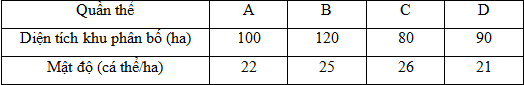 Quần thể A B C D
Diện tích khu phân bố (ha) 100 120 80 90
Mật độ (cá thể/ha) 22 25 26 21